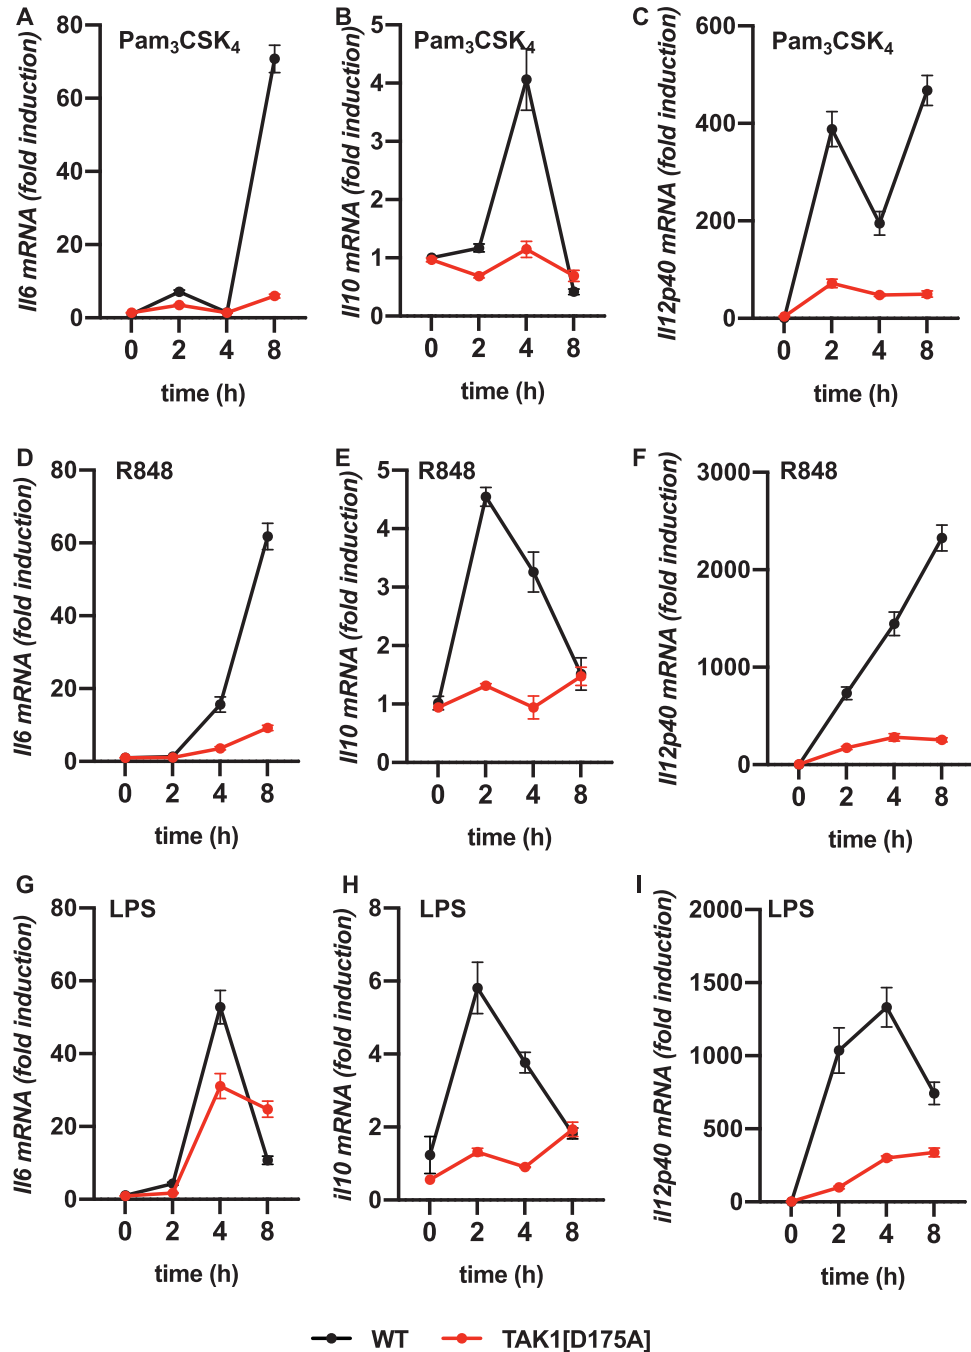 A
Pam₃CSK₄
Il6 mRNA (fold induction)
80
60
40
20
0
0 2 4 8
time (h)
B
Pam₃CSK₄
Il10 mRNA (fold induction)
5
4
3
2
1
0
0 2 4 8
time (h)
C
Pam₃CSK₄
Il12p40 mRNA (fold induction)
600
400
200
0
0 2 4 8
time (h)
D
R848
Il6 mRNA (fold induction)
80
60
40
20
0
0 2 4 8
time (h)
E
R848
Il10 mRNA (fold induction)
5
4
3
2
1
0
0 2 4 8
time (h)
F
R848
Il12p40 mRNA (fold induction)
3000
2000
1000
0
0 2 4 8
time (h)
G
LPS
Il6 mRNA (fold induction)
80
60
40
20
0
0 2 4 8
time (h)
H
LPS
il10 mRNA (fold induction)
8
6
4
2
0
0 2 4 8
time (h)
I
LPS
il12p40 mRNA (fold induction)
2000
1500
1000
500
0
0 2 4 8
time (h)
WT TAK1[D175A]